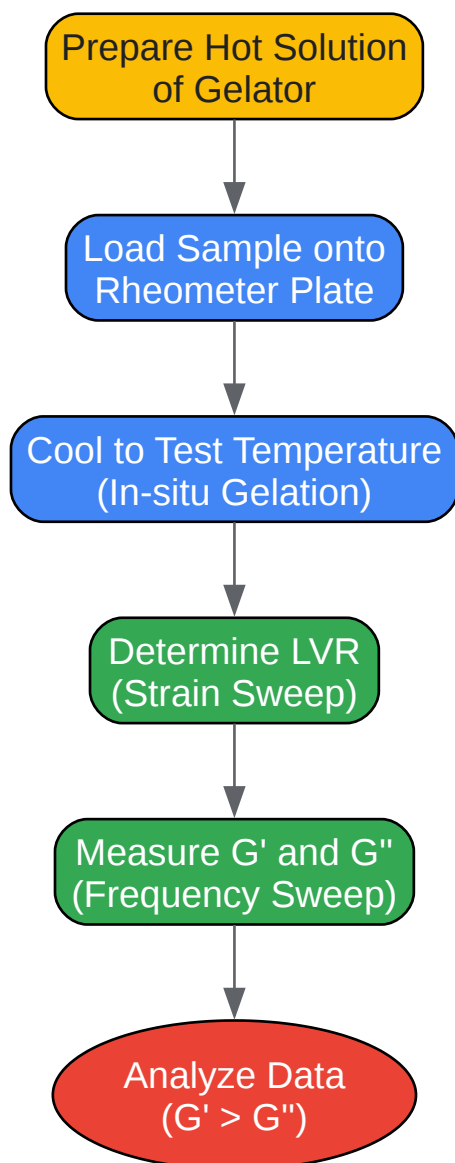 Prepare Hot Solution
of Gelator
Load Sample onto
Rheometer Plate
Cool to Test Temperature
(In-situ Gelation)
Determine LVR
(Strain Sweep)
Measure G' and G"
(Frequency Sweep)
Analyze Data
(G' > G")